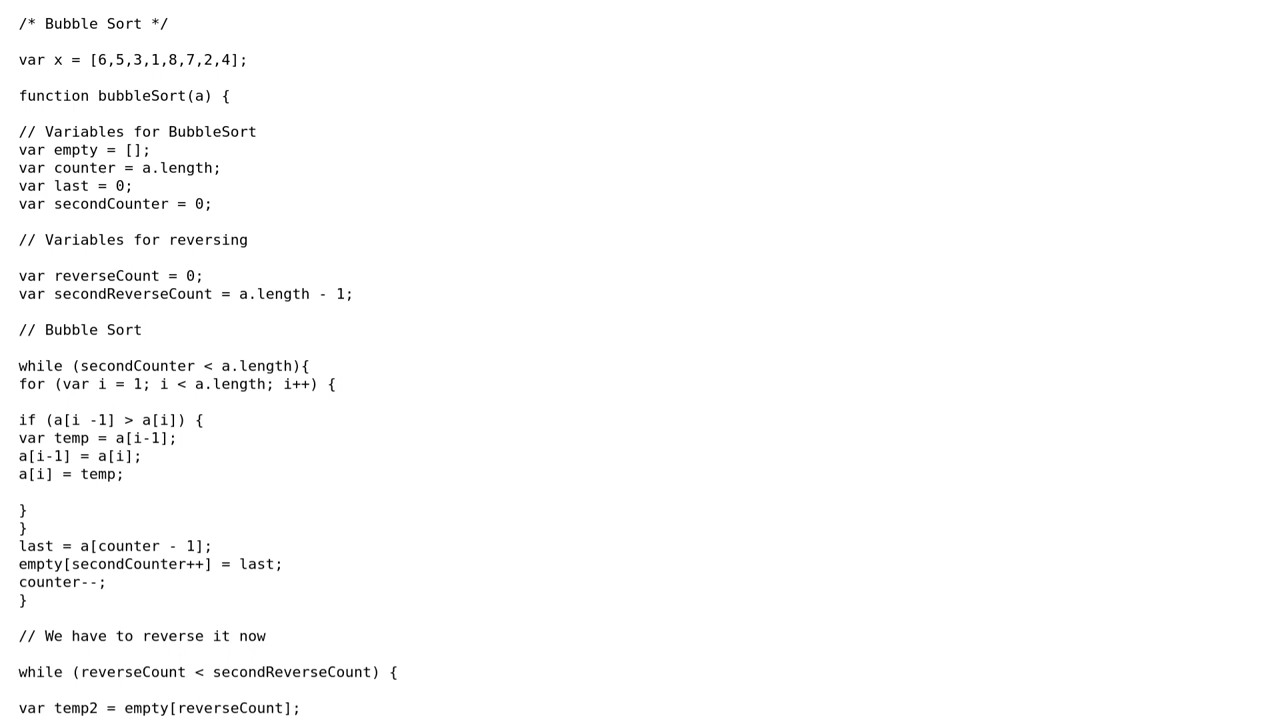 /* Bubble Sort */
var x = [6,5,3,1,8,7,2,4];
function bubbleSort(a) {
// Variables for BubbleSort
var empty = [];
var counter = a.length;
var last = 0;
var secondCounter = 0;
// Variables for reversing
var reverseCount = 0;
var secondReverseCount = a.length - 1;
// Bubble Sort
while (secondCounter < a.length){
for (var i = 1; i < a.length; i++) {
if (a[i -1] > a[i]) {
var temp = a[i-1];
a[i-1] = a[i];
a[i] = temp;
}
}
last = a[counter - 1];
empty[secondCounter++] = last;
counter--;
}
// We have to reverse it now
while (reverseCount < secondReverseCount) {
var temp2 = empty[reverseCount];